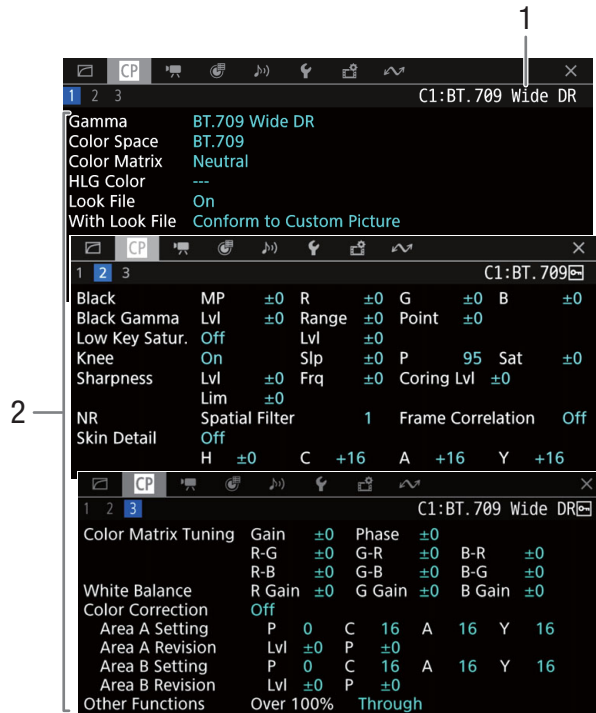 1
CP
1 2 3 C1:BT.709 Wide DR
Gamma BT.709 Wide DR
Color Space BT.709
Color Matrix Neutral
HLG Color ---
Look File On
With Look File Conform to Custom Picture
CP
1 2 3 C1:BT.709
Black MP ±0 R ±0 G ±0 B ±0
Black Gamma Lvl ±0 Range ±0 Point ±0
Low Key Satur. Off Lvl ±0
Knee On Slp ±0 P 95 Sat ±0
Sharpness Lvl ±0 Frq ±0 Coring Lvl ±0
Lim ±0
NR Spatial Filter 1 Frame Correlation Off
Skin Detail Off
H ±0 C +16 A +16 Y +16
2
CP
1 2 3 C1:BT.709 Wide DR
Color Matrix Tuning Gain ±0 Phase ±0
R-G ±0 G-R ±0 B-R ±0
R-B ±0 G-B ±0 B-G ±0
White Balance R Gain ±0 G Gain ±0 B Gain ±0
Color Correction Off
Area A Setting P 0 C 16 A 16 Y 16
Area A Revision Lvl ±0 P ±0
Area B Setting P 0 C 16 A 16 Y 16
Area B Revision Lvl ±0 P ±0
Other Functions Over 100% Through